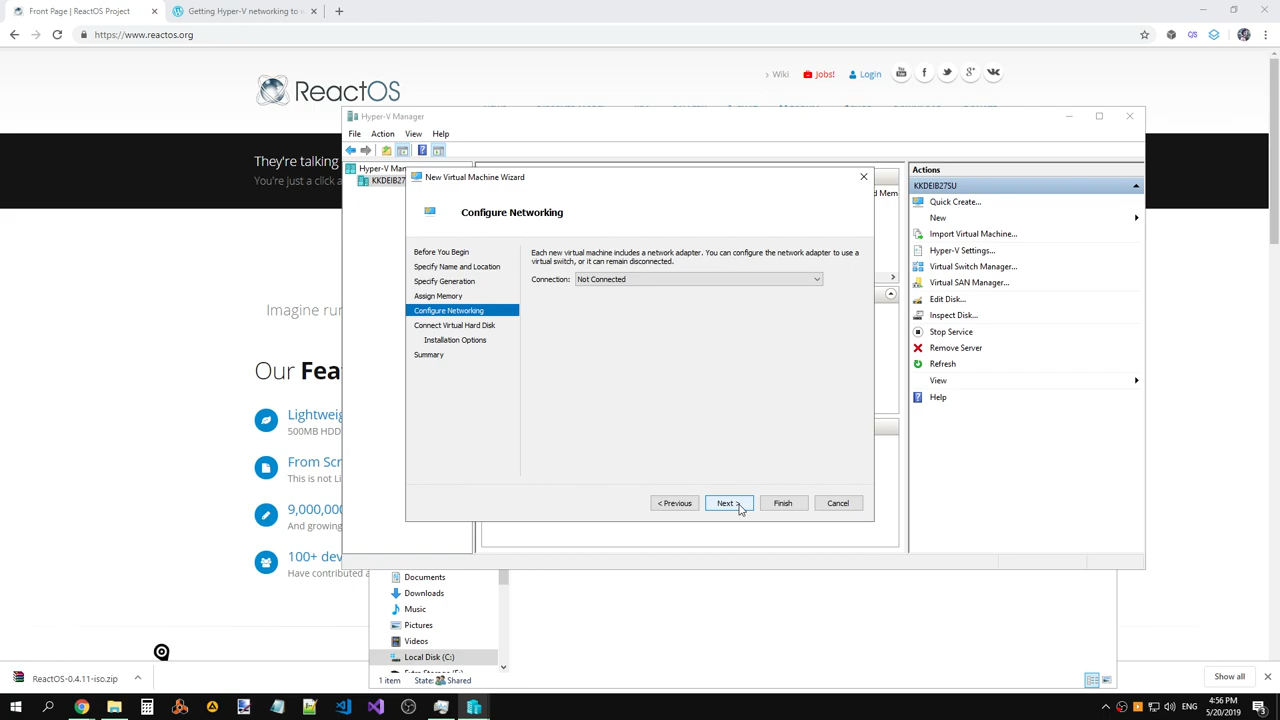 Front Page | ReactOS Project
Getting Hyper-V networking to
https://www.reactos.org
Wiki
Jobs!
Login
ReactOS
They're talking
You're just a click a
Imagine ru
Our Fea
Lightweig
500MB HDD
From Scr
This is not Li
9,000,000
And growing
100+ dev
Have contributed a
Hyper-V Manager
File
Action
View
Help
Hyper-V Man
KKDEIB27
d Mem
New Virtual Machine Wizard
Configure Networking
Before You Begin
Specify Name and Location
Specify Generation
Assign Memory
Configure Networking
Connect Virtual Hard Disk
Installation Options
Summary
Each new virtual machine includes a network adapter. You can configure the network adapter to use a
virtual switch, or it can remain disconnected.
Connection: Not Connected
< Previous
Next >
Finish
Cancel
Actions
KKDEIB27SU
Quick Create...
New
Import Virtual Machine...
Hyper-V Settings...
Virtual Switch Manager...
Virtual SAN Manager...
Edit Disk...
Inspect Disk...
Stop Service
Remove Server
Refresh
View
Help
Documents
Downloads
Music
Pictures
Videos
Local Disk (C:)
1 item
State: Shared
ReactOS-0.4.11-iso.zip
Show all
ENG
4:56 PM
5/20/2019